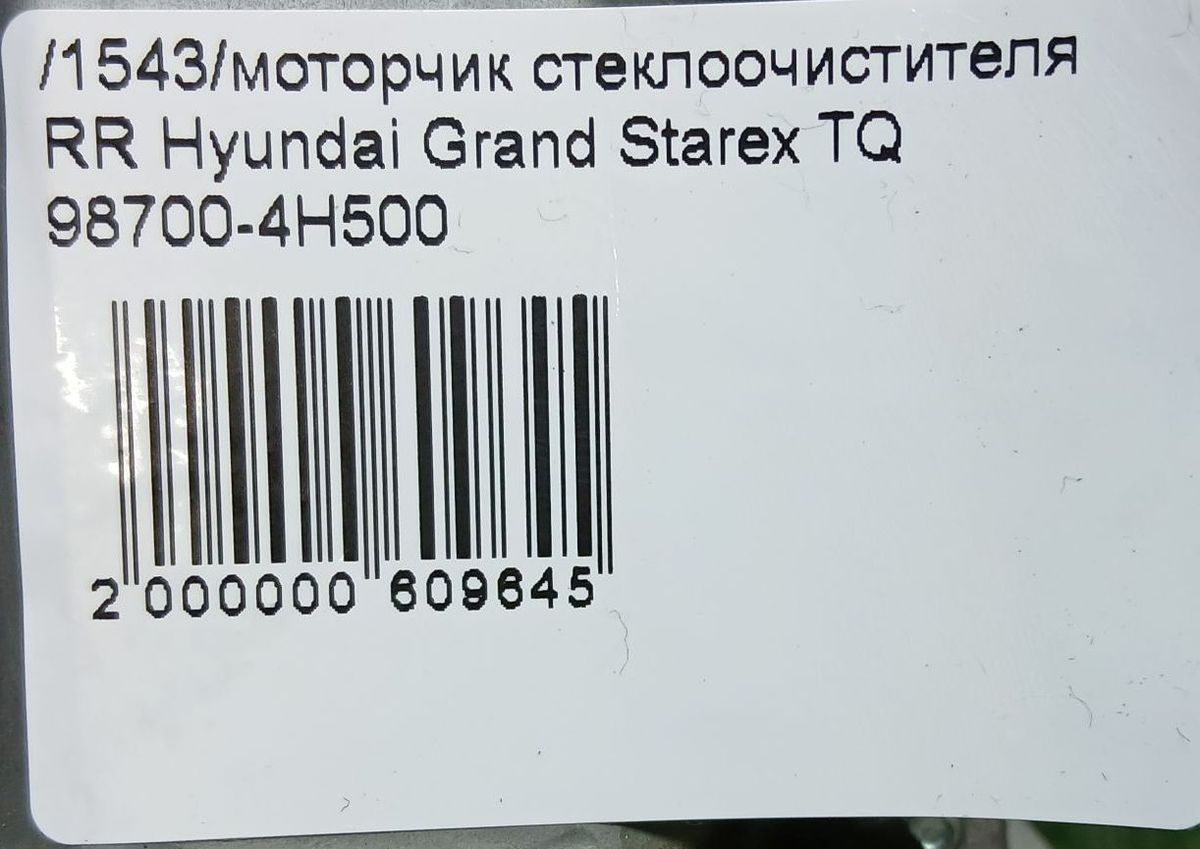 /1543/моторчик стеклоочистителя
RR Hyundai Grand Starex TQ
98700-4H500
2 000000 609645